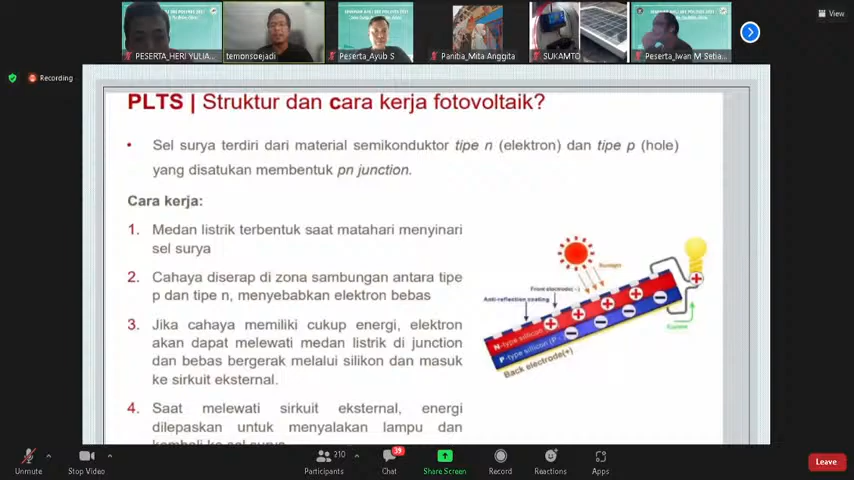 View
PESERTA_HERI YULIA...
temonsoejadi
Peserta_Ayub S
Panitia_Mita Anggita
SUKAMTO
Peserta_Iwan M Setia...
Recording
PLTS | Struktur dan cara kerja fotovoltaik?
• Sel surya terdiri dari material semikonduktor tipe n (elektron) dan tipe p (hole)
yang disatukan membentuk pn junction.
Cara kerja:
1. Medan listrik terbentuk saat matahari menyinari
sel surya
2. Cahaya diserap di zona sambungan antara tipe
p dan tipe n, menyebabkan elektron bebas
3. Jika cahaya memiliki cukup energi, elektron
akan dapat melewati medan listrik di junction
dan bebas bergerak melalui silikon dan masuk
ke sirkuit eksternal.
4. Saat melewati sirkuit eksternal, energi
dilepaskan untuk menyalakan lampu dan
kembali ke sel surya
Sunlight
Front electrode(-)
Anti-reflection coating
N-type silicon
P-type silicon (P
Back electrode(+)
Current
Unmute
Stop Video
210
Participants
39
Chat
Share Screen
Record
Reactions
Apps
Leave